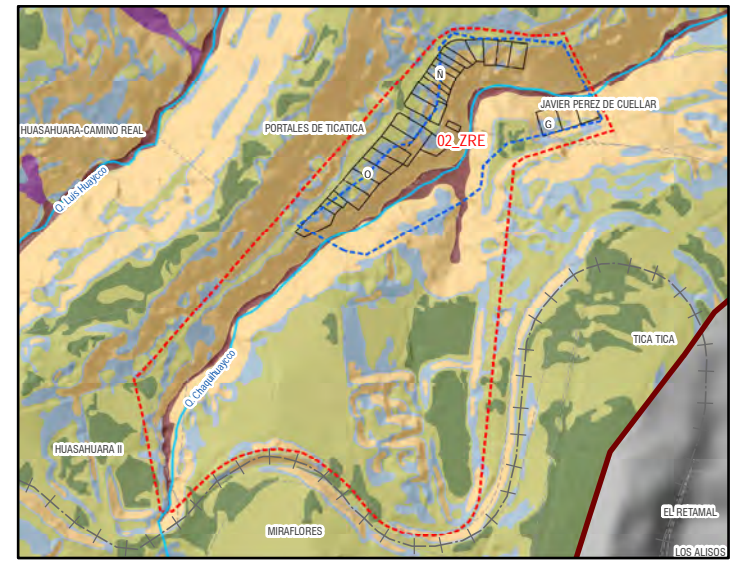 Ñ
JAVIER PEREZ DE CUELLAR
G
HUASAHUARA-CAMINO REAL
PORTALES DE TICATICA
02_ZRE
O
Q. Luis Huaycco
TICA TICA
Q. Chaquihuaycco
HUASAHUARA II
EL RETAMAL
MIRAFLORES
LOS ALISOS